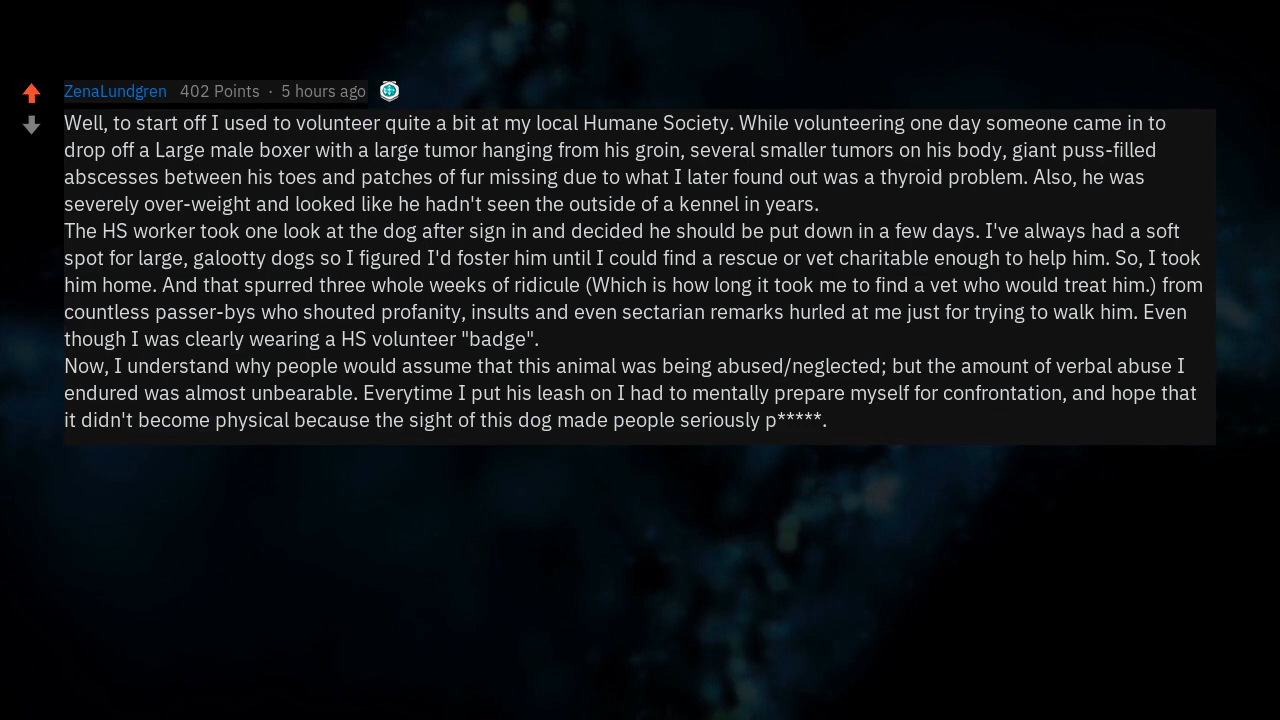 ZenaLundgren 402 Points · 5 hours ago
Well, to start off I used to volunteer quite a bit at my local Humane Society. While volunteering one day someone came in to
drop off a Large male boxer with a large tumor hanging from his groin, several smaller tumors on his body, giant puss-filled
abscesses between his toes and patches of fur missing due to what I later found out was a thyroid problem. Also, he was
severely over-weight and looked like he hadn't seen the outside of a kennel in years.
The HS worker took one look at the dog after sign in and decided he should be put down in a few days. I've always had a soft
spot for large, galootty dogs so I figured I'd foster him until I could find a rescue or vet charitable enough to help him. So, I took
him home. And that spurred three whole weeks of ridicule (Which is how long it took me to find a vet who would treat him.) from
countless passer-bys who shouted profanity, insults and even sectarian remarks hurled at me just for trying to walk him. Even
though I was clearly wearing a HS volunteer "badge".
Now, I understand why people would assume that this animal was being abused/neglected; but the amount of verbal abuse I
endured was almost unbearable. Everytime I put his leash on I had to mentally prepare myself for confrontation, and hope that
it didn't become physical because the sight of this dog made people seriously p*****.